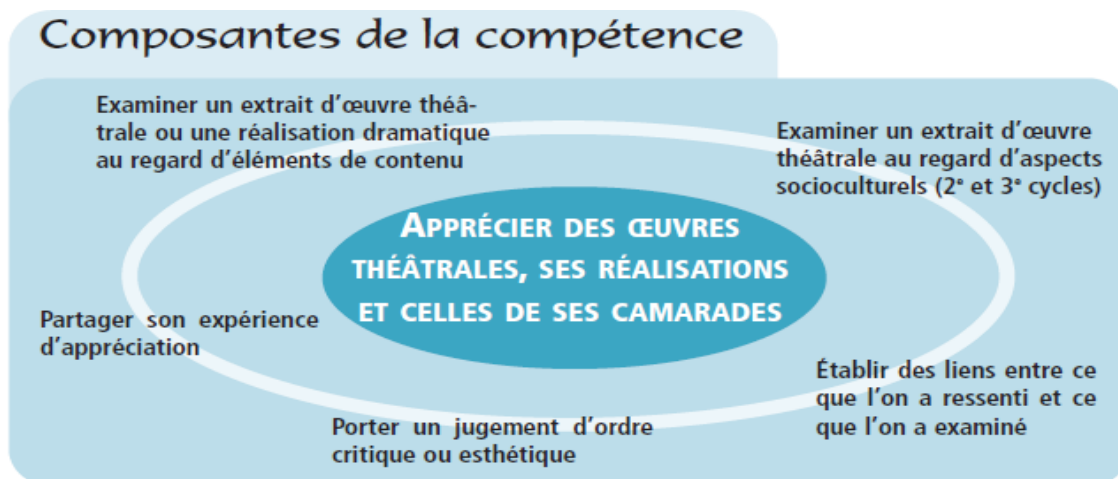 Composantes de la compétence
Examiner un extrait d'œuvre théâ-
trale ou une réalisation dramatique
au regard d'éléments de contenu
Examiner un extrait d'œuvre
théâtrale au regard d'aspects
socioculturels (2e et 3e cycles)
APPRÉCIER DES ŒUVRES
THÉÂTRALES, SES RÉALISATIONS
ET CELLES DE SES CAMARADES
Partager son expérience
d'appréciation
Établir des liens entre ce
que l'on a ressenti et ce
que l'on a examiné
Porter un jugement d'ordre
critique ou esthétique